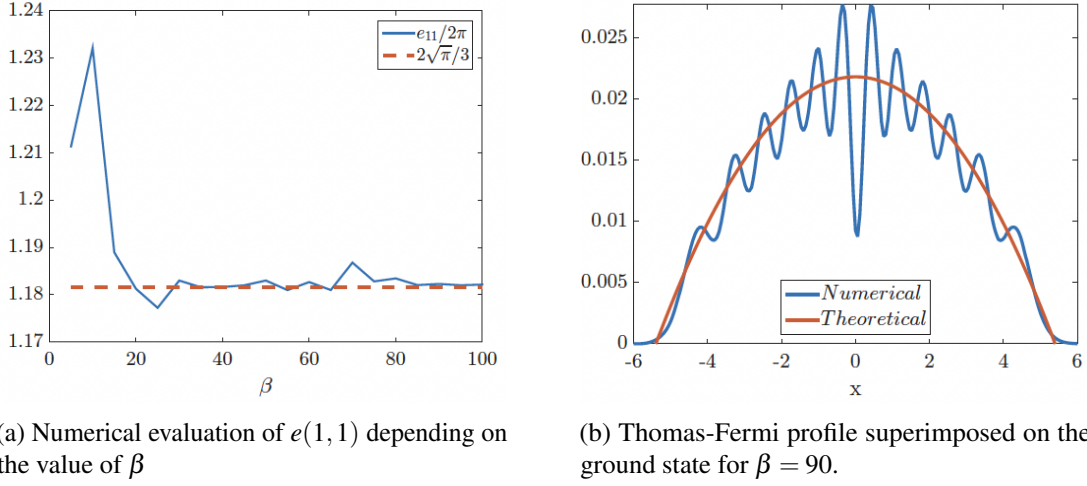 1.24
1.23
1.22
1.21
1.2
1.19
1.18
1.17
0 20 40 60 80 100
β
e₁₁/2π
2√π/3
0.025
0.02
0.015
0.01
0.005
0
-6 -4 -2 0 2 4 6
x
Numerical
Theoretical
(a) Numerical evaluation of e(1,1) depending on
the value of β
(b) Thomas-Fermi profile superimposed on the
ground state for β = 90.